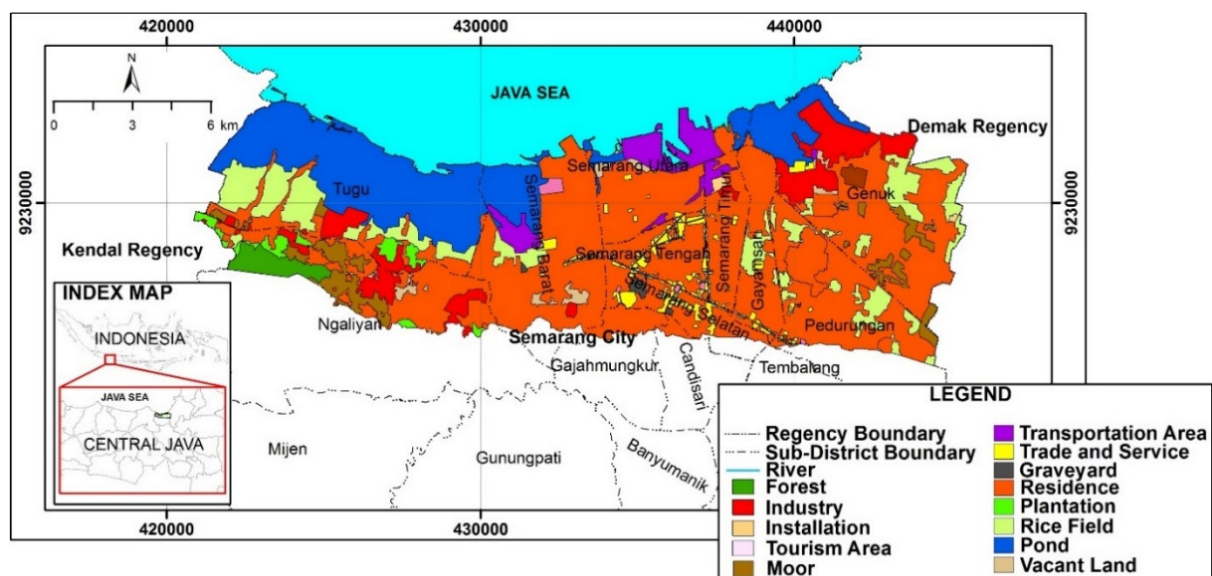 420000 430000 440000
N
0 3 6 km
JAVA SEA
Demak Regency
9230000
9230000
Semarang Utara
Tugu
Genuk
Semarang Barat
Semarang Timur
Kendal Regency
Semarang Tengah
Gayamsari
Semarang Selatan
Ngaliyan
Pedurungan
Semarang City
Gajahmungkur
Candisari
Tembalang
Mijen
Gunungpati
Banyumanik
INDEX MAP
INDONESIA
JAVA SEA
CENTRAL JAVA
420000 430000
LEGEND
Regency Boundary
Sub-District Boundary
River
Forest
Industry
Installation
Tourism Area
Moor
Transportation Area
Trade and Service
Graveyard
Residence
Plantation
Rice Field
Pond
Vacant Land